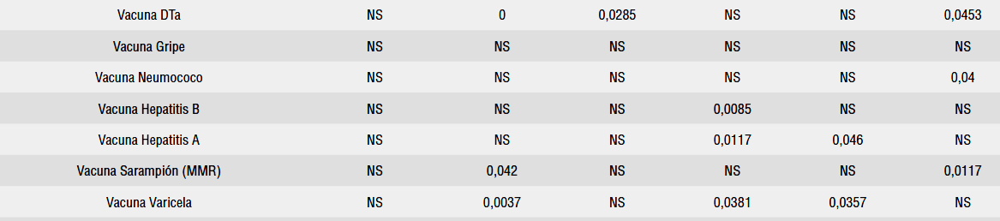 Vacuna DTa NS 0 0,0285 NS NS 0,0453
Vacuna Gripe NS NS NS NS NS NS
Vacuna Neumococo NS NS NS NS NS 0,04
Vacuna Hepatitis B NS NS NS 0,0085 NS NS
Vacuna Hepatitis A NS NS NS 0,0117 0,046 NS
Vacuna Sarampión (MMR) NS 0,042 NS NS NS 0,0117
Vacuna Varicela NS 0,0037 NS 0,0381 0,0357 NS